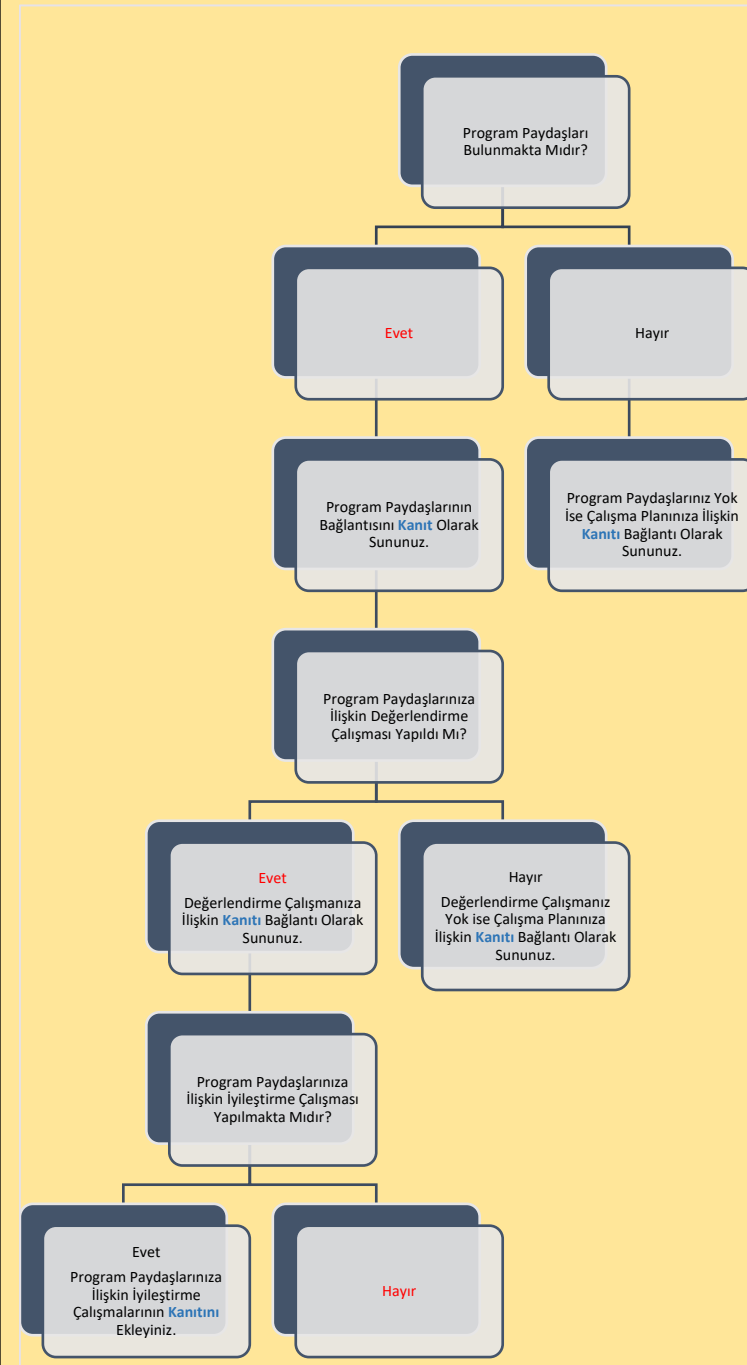 Program Paydaşları
Bulunmakta Mıdır?
Evet
Hayır
Program Paydaşlarının
Bağlantısını Kanıt Olarak
Sununuz.
Program Paydaşlarınız Yok
İse Çalışma Planınıza İlişkin
Kanıtı Bağlantı Olarak
Sununuz.
Program Paydaşlarınıza
İlişkin Değerlendirme
Çalışması Yapıldı Mı?
Evet
Değerlendirme Çalışmanıza
İlişkin Kanıtı Bağlantı Olarak
Sununuz.
Hayır
Değerlendirme Çalışmanız
Yok ise Çalışma Planınıza
İlişkin Kanıtı Bağlantı Olarak
Sununuz.
Program Paydaşlarınıza
İlişkin İyileştirme Çalışması
Yapılmakta Mıdır?
Evet
Program Paydaşlarınıza
İlişkin İyileştirme
Çalışmalarının Kanıtını
Ekleyiniz.
Hayır